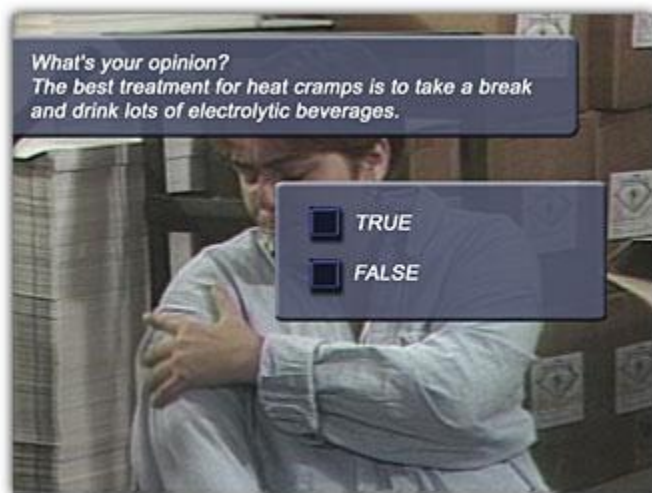 What's your opinion?
The best treatment for heat cramps is to take a break
and drink lots of electrolytic beverages.
TRUE
FALSE